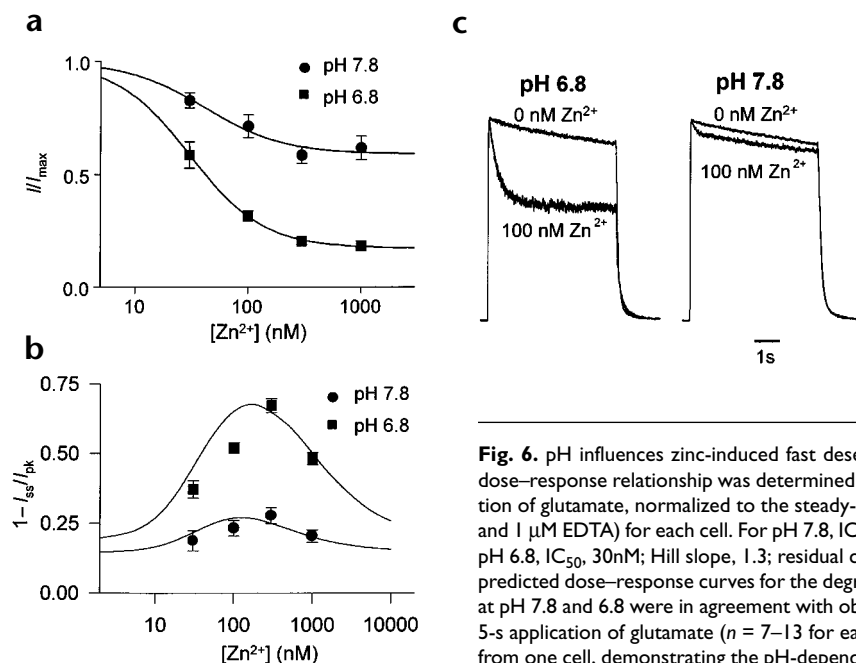 a
pH 7.8
pH 6.8
1.0
0.5
0.0
I/Imax
10
100
1000
[Zn²⁺] (nM)
b
pH 7.8
pH 6.8
0.75
0.50
0.25
0.00
1 – Iss/Ipk
10
100
1000
10000
[Zn²⁺] (nM)
c
pH 6.8
0 nM Zn²⁺
100 nM Zn²⁺
pH 7.8
0 nM Zn²⁺
100 nM Zn²⁺
1s
Fig. 6. pH influences zinc-induced fast dese
dose–response relationship was determined
tion of glutamate, normalized to the steady-
and 1 μM EDTA) for each cell. For pH 7.8, IC
pH 6.8, IC₅₀, 30nM; Hill slope, 1.3; residual c
predicted dose–response curves for the degr
at pH 7.8 and 6.8 were in agreement with ob
5-s application of glutamate (n = 7–13 for ea
from one cell, demonstrating the pH-depend